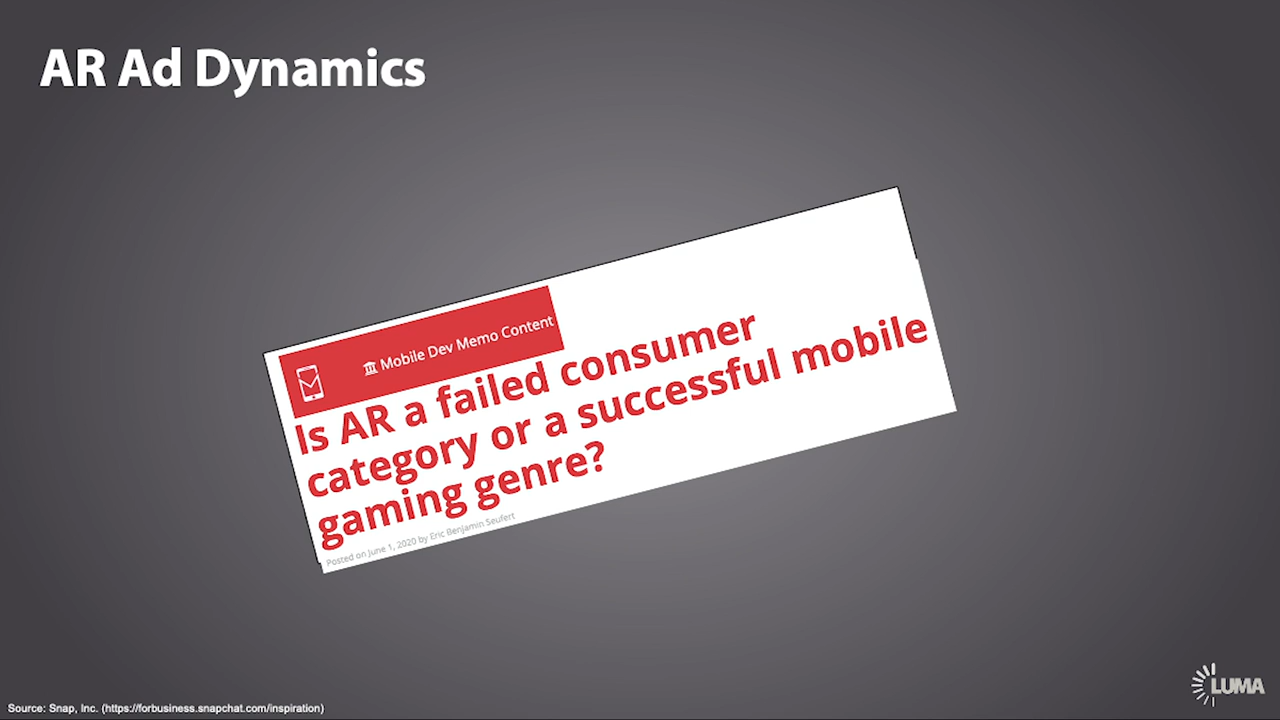 AR Ad Dynamics
Mobile Dev Memo Content
Is AR a failed consumer
category or a successful mobile
gaming genre?
Posted on June 1, 2020 by Eric Benjamin Seufert
LUMA
Source: Snap, Inc. (https://forbusiness.snapchat.com/inspiration)